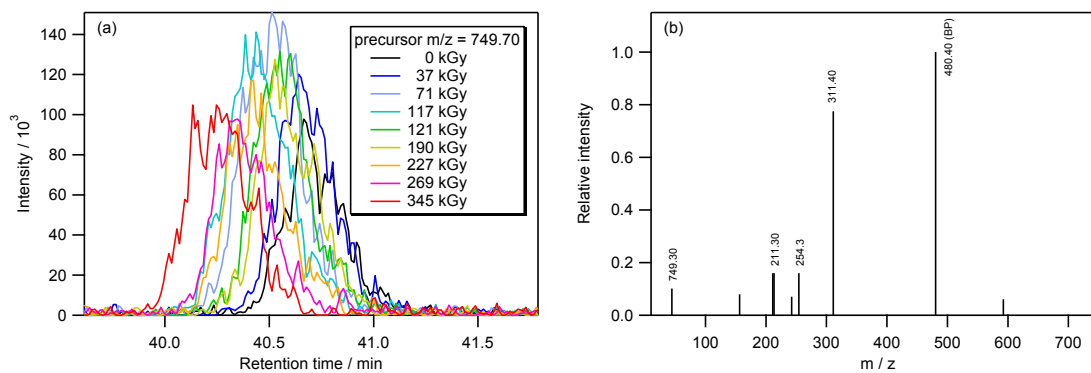 (a)
140
120
100
80
60
40
20
0
Intensity / 10³
40.0
40.5
41.0
41.5
Retention time / min
precursor m/z = 749.70
0 kGy
37 kGy
71 kGy
117 kGy
121 kGy
190 kGy
227 kGy
269 kGy
345 kGy
(b)
1.0
0.8
0.6
0.4
0.2
0.0
Relative intensity
749.30
211.30
254.3
311.40
480.40 (BP)
100
200
300
400
500
600
700
m / z